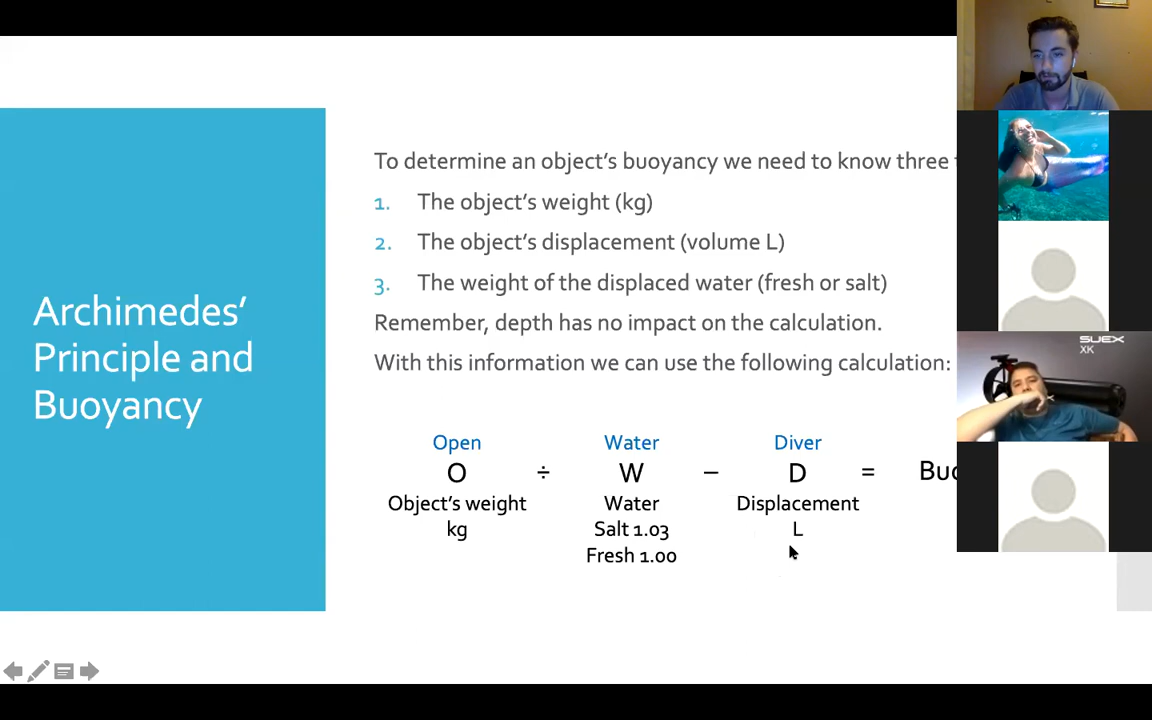 Archimedes'
Principle and
Buoyancy
To determine an object's buoyancy we need to know three
1. The object's weight (kg)
2. The object's displacement (volume L)
3. The weight of the displaced water (fresh or salt)
Remember, depth has no impact on the calculation.
With this information we can use the following calculation:
Open Water Diver
O ÷ W – D =
Object's weight Water Displacement
kg Salt 1.03 L
Fresh 1.00
SUEX
XK